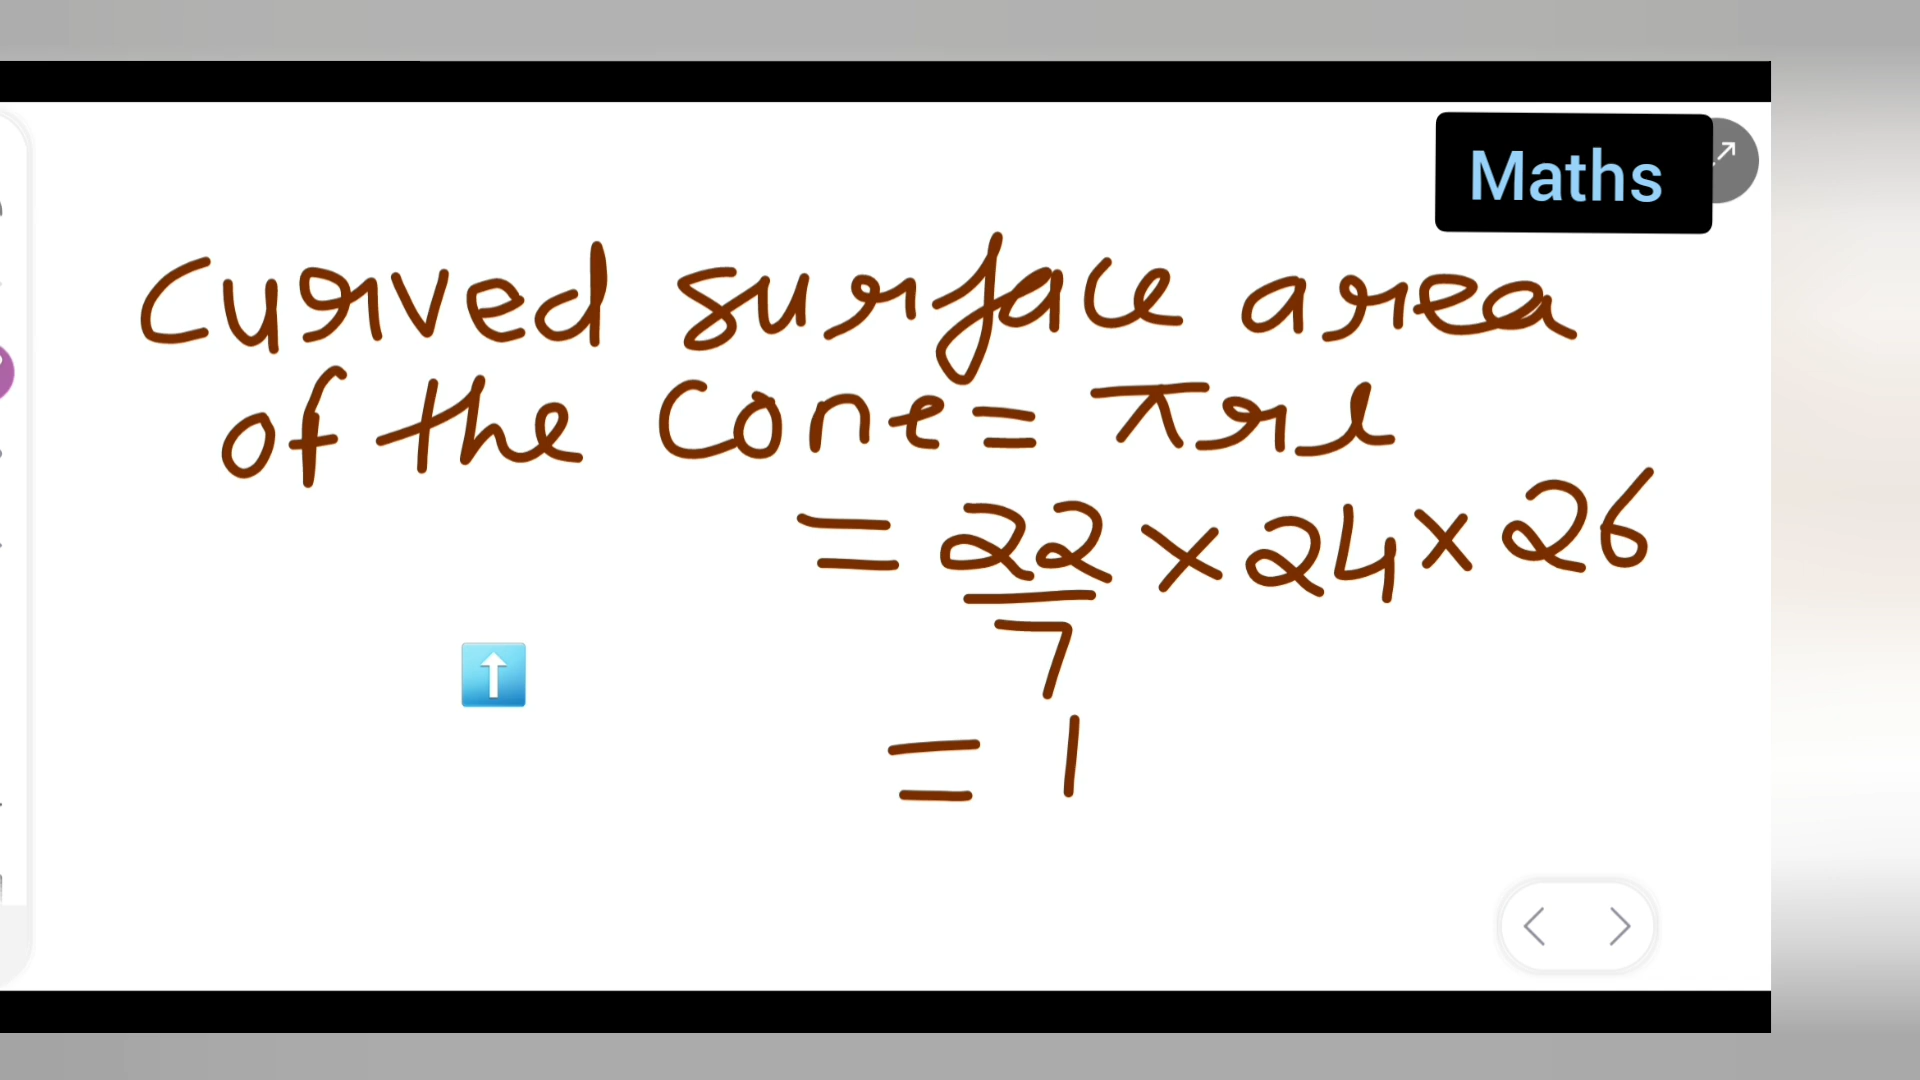 Maths
Curved surface area
of the cone = πrl
= 22/7 × 24 × 26
= 1